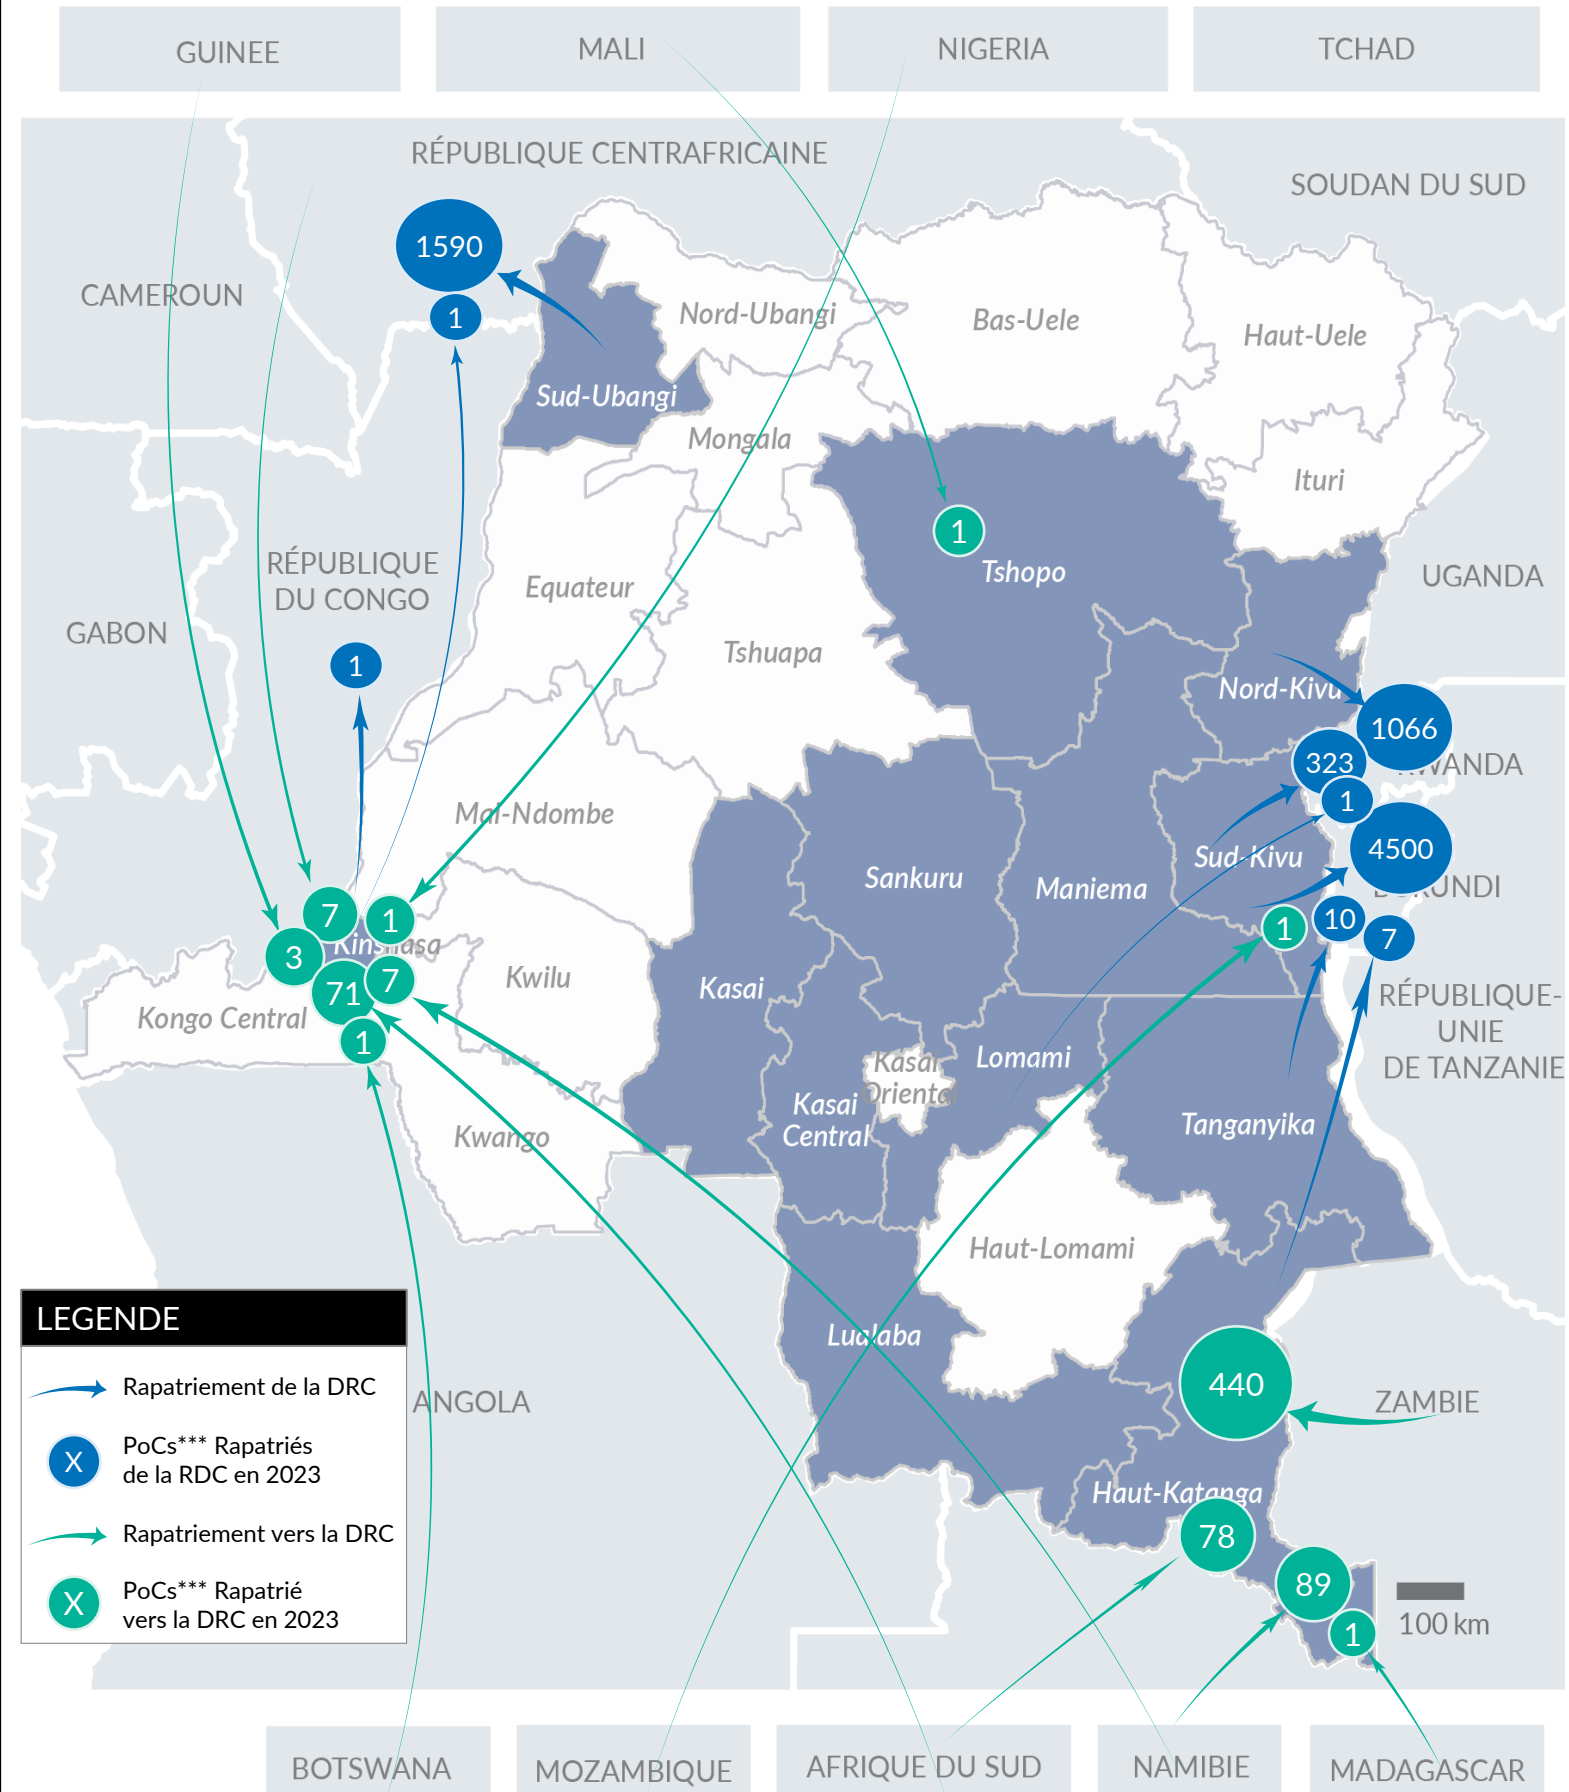 GUINEE
MALI
NIGERIA
TCHAD
RÉPUBLIQUE CENTRAFRICAINE
SOUDAN DU SUD
1590
CAMEROUN
1
Nord-Ubangi
Bas-Uele
Haut-Uele
Sud-Ubangi
Mongala
Ituri
1
Tshopo
RÉPUBLIQUE
DU CONGO
Equateur
UGANDA
GABON
Tshuapa
1
Nord-Kivu
1066
323
RWANDA
1
Mai-Ndombe
4500
Sud-Kivu
Sankuru
Maniema
BURUNDI
7
1
1
10
7
Kinshasa
3
71
7
Kwilu
Kasai
RÉPUBLIQUE-
UNIE
DE TANZANIE
Kongo Central
1
Lomami
Kasai
Oriental
Kasai
Central
Tanganyika
Kwango
Haut-Lomami
LEGENDE
Lualaba
Rapatriement de la DRC
ANGOLA
440
ZAMBIE
X
PoCs*** Rapatriés
de la RDC en 2023
Haut-Katanga
Rapatriement vers la DRC
78
X
PoCs*** Rapatrié
vers la DRC en 2023
89
1
100 km
BOTSWANA
MOZAMBIQUE
AFRIQUE DU SUD
NAMIBIE
MADAGASCAR